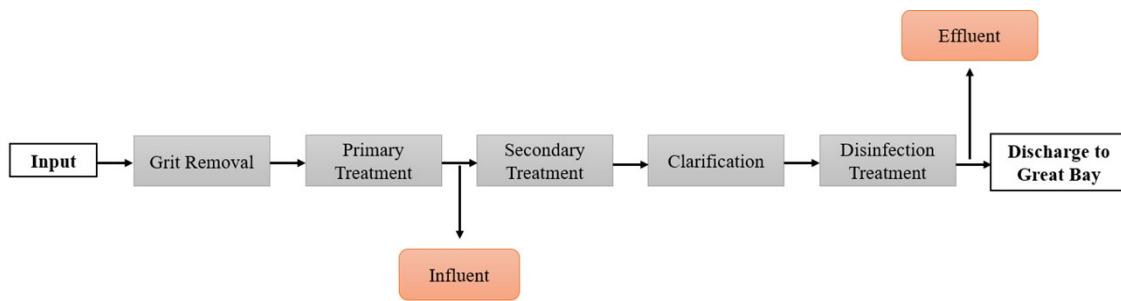 Effluent
Input
Grit Removal
Primary
Treatment
Secondary
Treatment
Clarification
Disinfection
Treatment
Discharge to
Great Bay
Influent